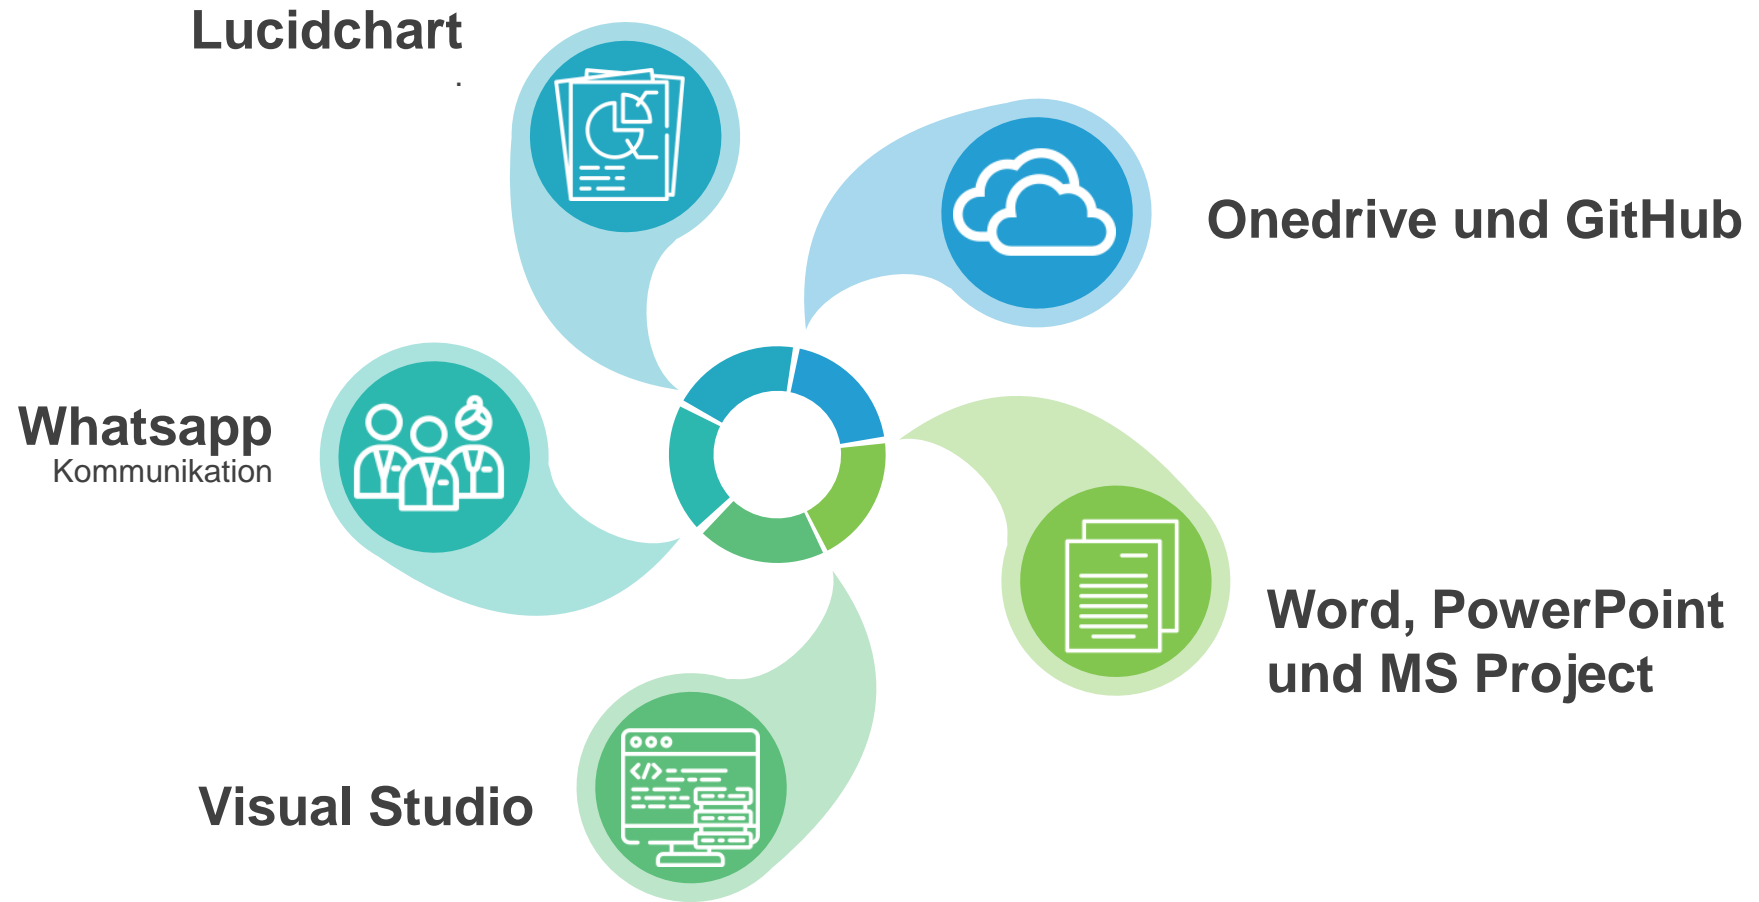 Lucidchart
.
Onedrive und GitHub
Whatsapp
Kommunikation
Word, PowerPoint
und MS Project
Visual Studio